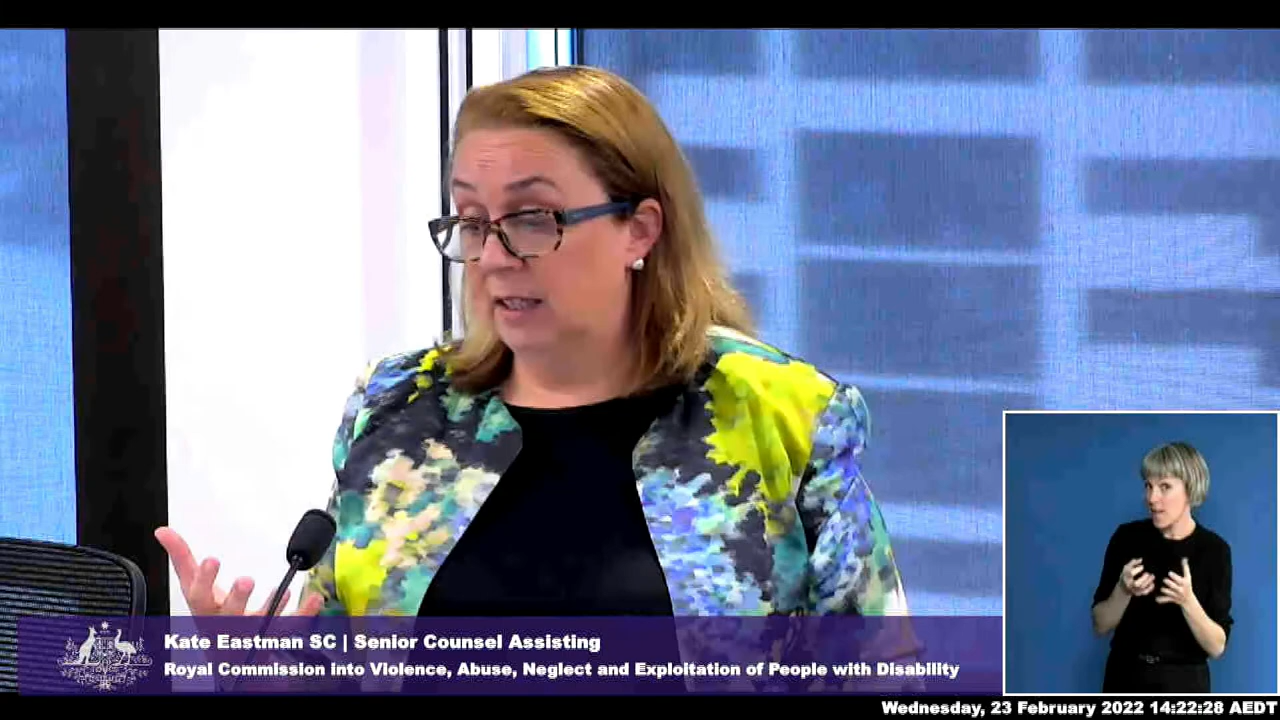 Kate Eastman SC | Senior Counsel Assisting
Royal Commission into Violence, Abuse, Neglect and Exploitation of People with Disability
Wednesday, 23 February 2022 14:22:28 AEDT